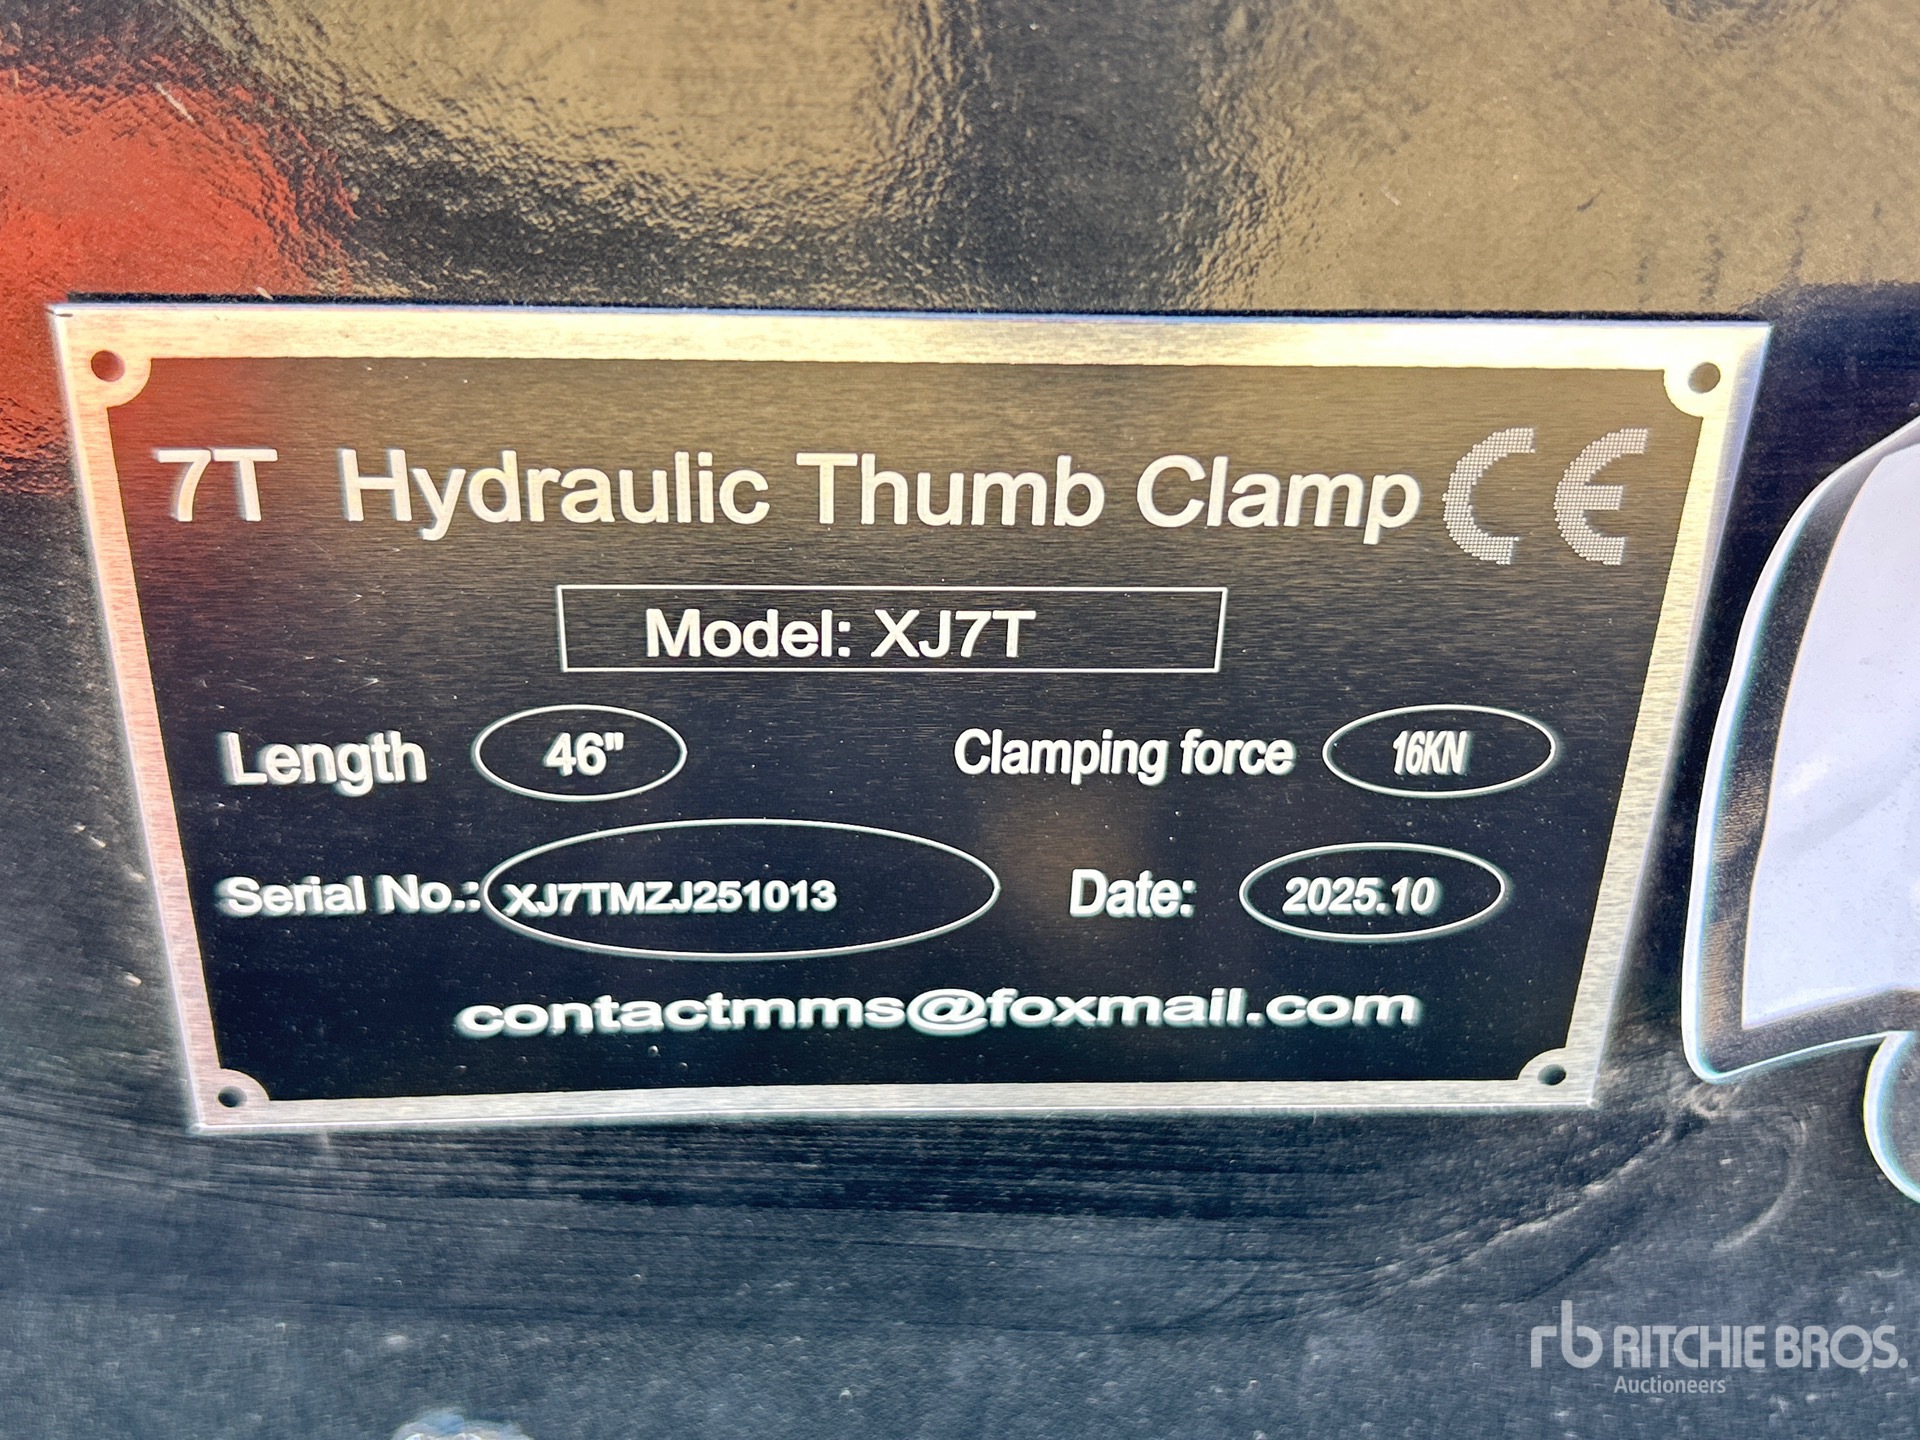 7T Hydraulic Thumb Clamp CE
Model: XJ7T
Length 46" Clamping force 16KN
Serial No.: XJ7TMZJ251013 Date: 2025.10
contactmms@foxmail.com
rb RITCHIE BROS.
Auctioneers